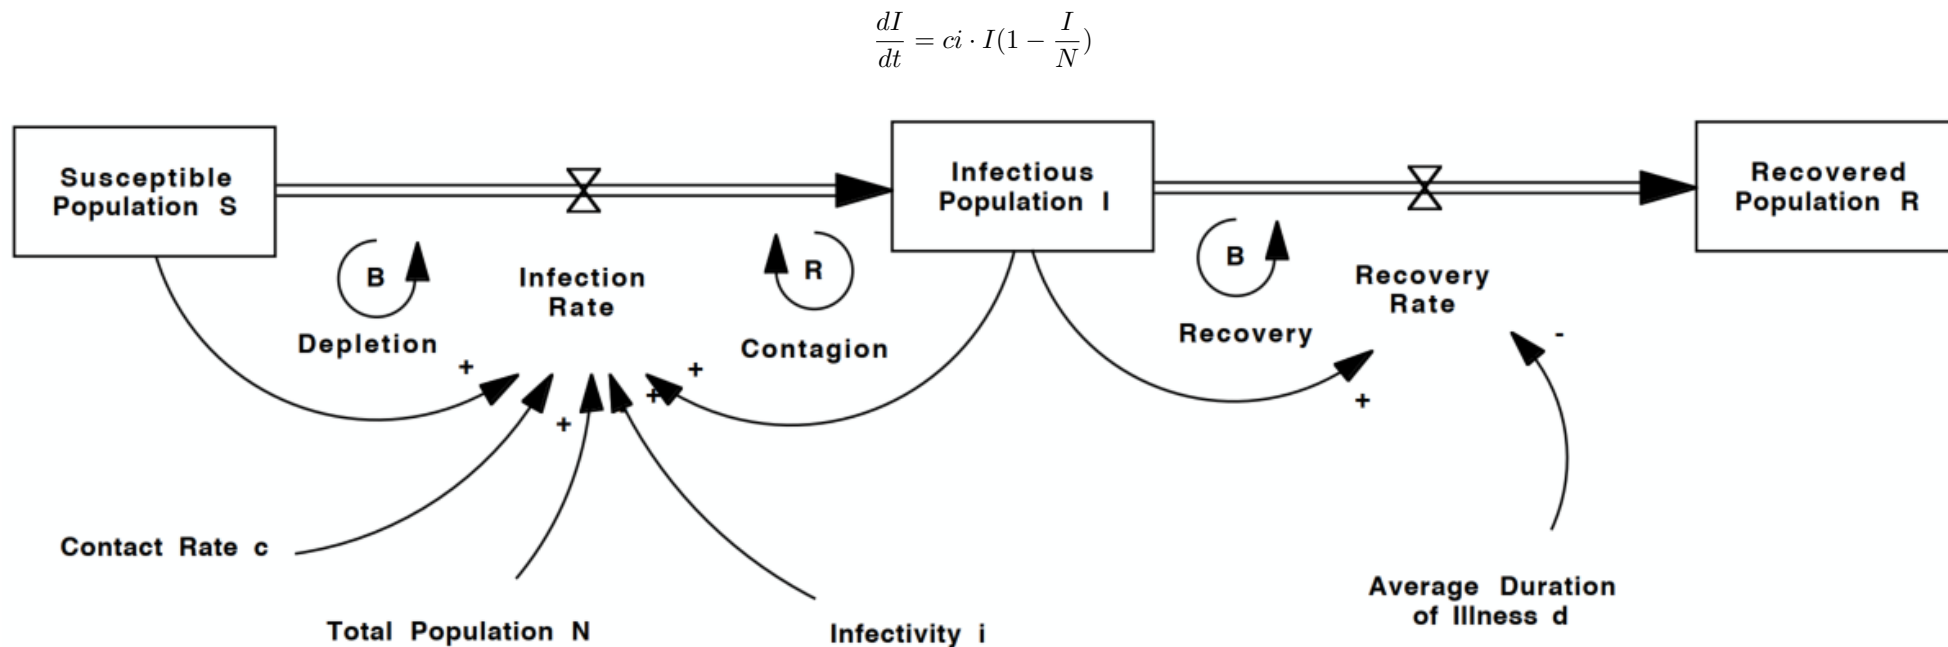 dI/dt = ci · I(1 − I/N)
Susceptible
Population S
Infectious
Population I
Recovered
Population R
B
Depletion
Infection
Rate
R
Contagion
B
Recovery
Recovery
Rate
+
+
+
+
+
-
Contact Rate c
Total Population N
Infectivity i
Average Duration
of Illness d